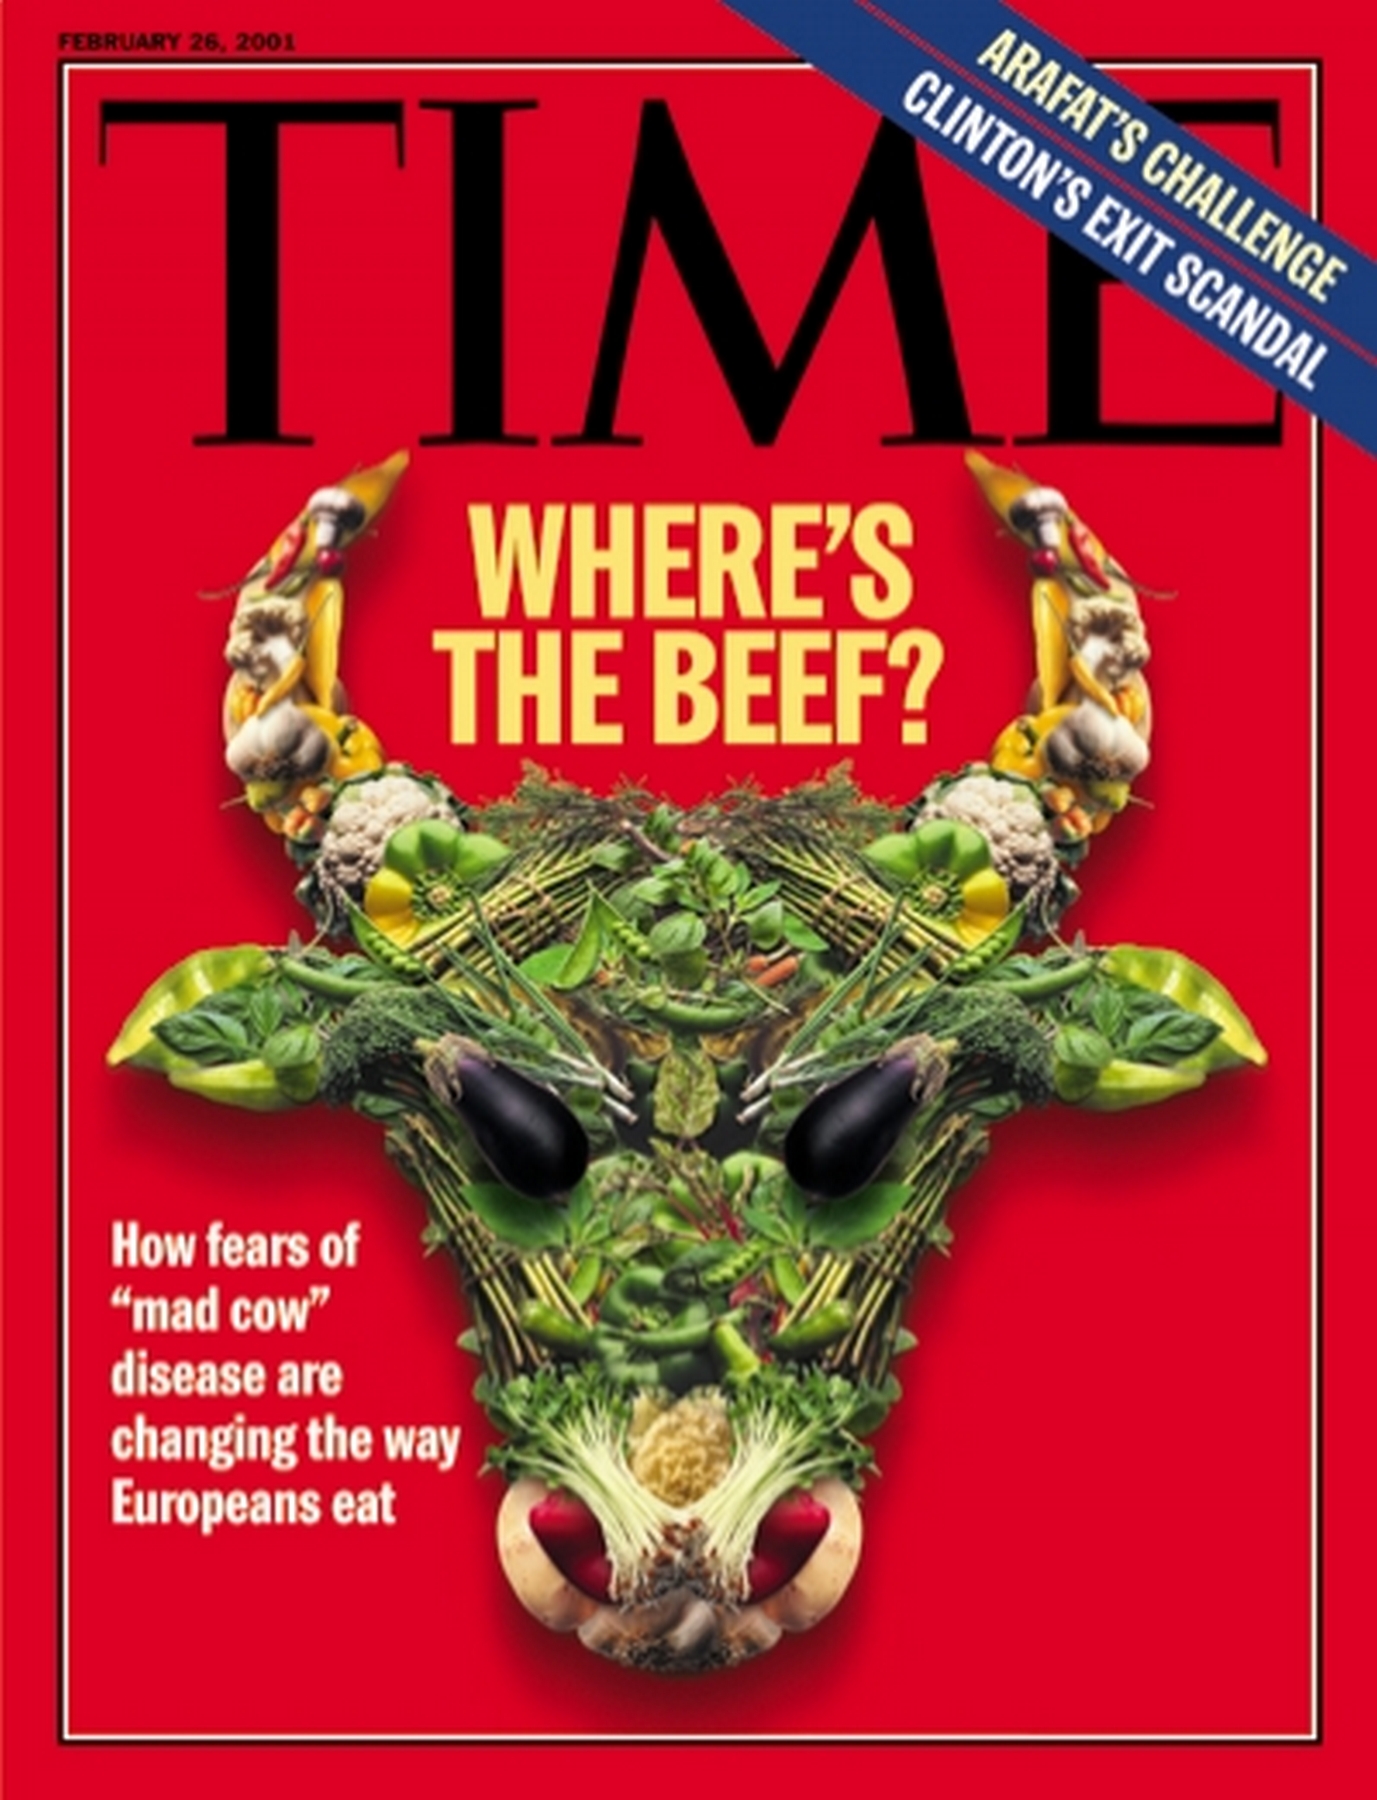 FEBRUARY 26, 2001
TIME
ARAFAT'S CHALLENGE
CLINTON'S EXIT SCANDAL
WHERE'S
THE BEEF?
How fears of
“mad cow”
disease are
changing the way
Europeans eat